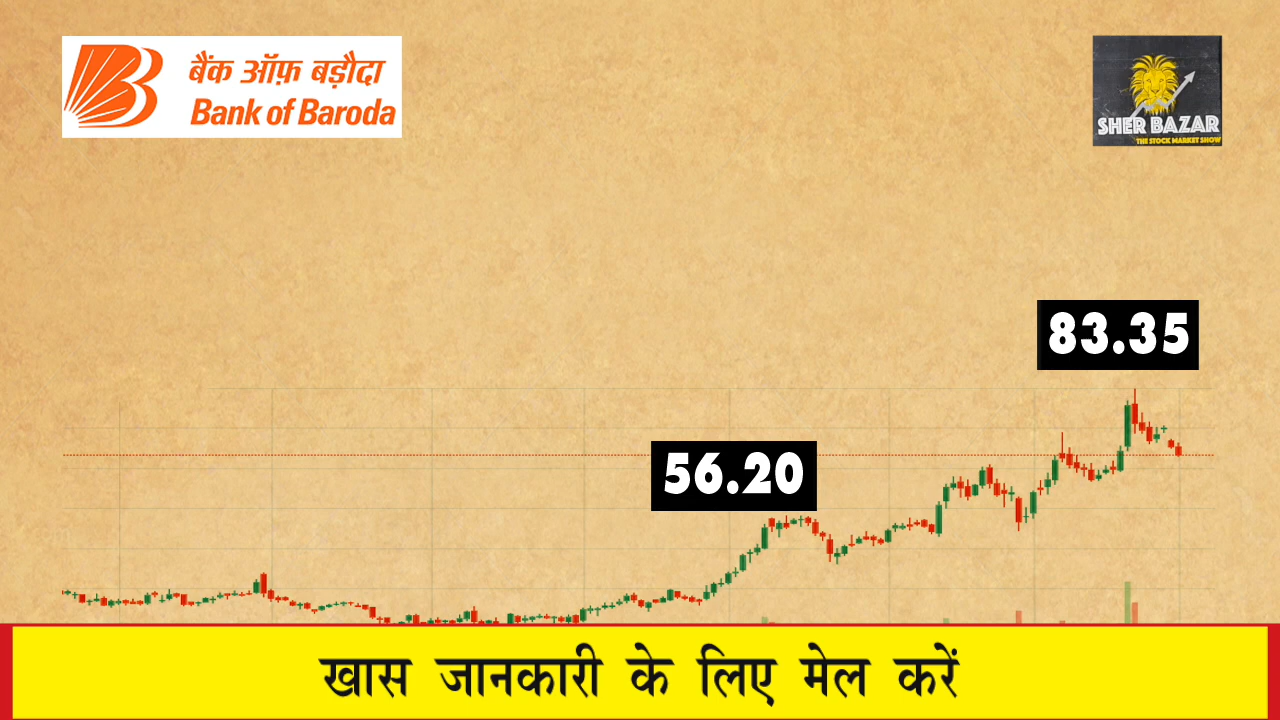 बैंक ऑफ़ बड़ौदा
Bank of Baroda
SHER BAZAR
THE STOCK MARKET SHOW
83.35
56.20
खास जानकारी के लिए मेल करें